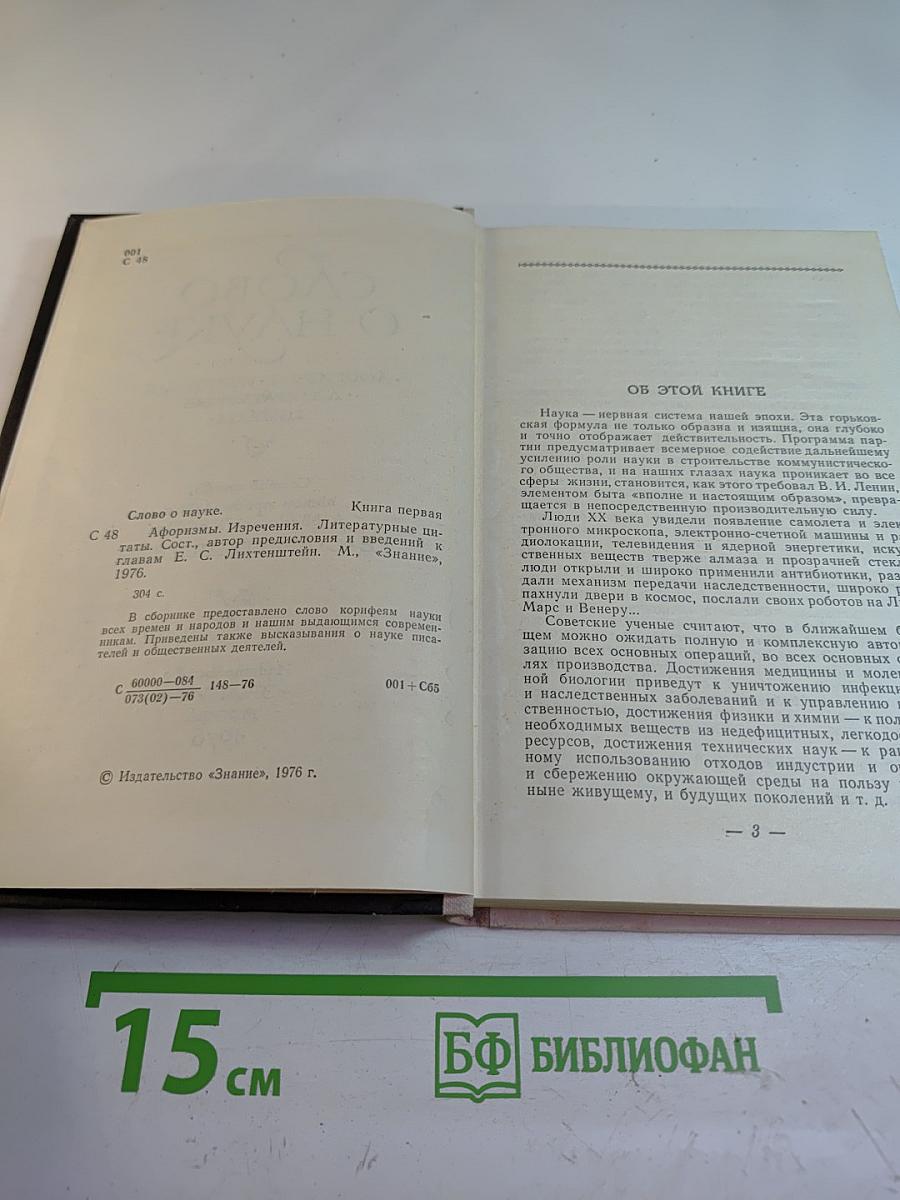 001
С 48
Слово о науке. Книга первая
С 48 Афоризмы. Изречения. Литературные ци-
таты. Сост., автор предисловия и введений к
главам Е. С. Лихтенштейн. М., «Знание»,
1976.
304 с.
В сборнике предоставлено слово корифеям науки
всех времен и народов и нашим выдающимся современ-
никам. Приведены также высказывания о науке писа-
телей и общественных деятелей.
С 60000—084 148—76 001+С65
073(02)—76
© Издательство «Знание», 1976 г.
ОБ ЭТОЙ КНИГЕ
Наука — нервная система нашей эпохи. Эта горьков-
ская формула не только образна и изящна, она глубоко
и точно отображает действительность. Программа пар-
тии предусматривает всемерное содействие дальнейшему
усилению роли науки в строительстве коммунистическо-
го общества, и на наших глазах наука проникает во все
сферы жизни, становится, как этого требовал В. И. Ленин,
элементом быта «вполне и настоящим образом», превра-
щается в непосредственную производительную силу.
Люди XX века увидели появление самолета и элек-
тронного микроскопа, электронно-счетной машины и ра
диолокации, телевидения и ядерной энергетики, иску
ственных веществ тверже алмаза и прозрачней стекл
люди открыли и широко применили антибиотики, раз
дали механизм передачи наследственности, широко р
пахнули двери в космос, послали своих роботов на Л
Марс и Венеру...
Советские ученые считают, что в ближайшем б
щем можно ожидать полную и комплексную авто
зацию всех основных операций, во всех основных о
лях производства. Достижения медицины и молек
ной биологии приведут к уничтожению инфекци
и наследственных заболеваний и к управлению
ственностью, достижения физики и химии — к пол
необходимых веществ из недефицитных, легкодо
ресурсов, достижения технических наук — к ра
ному использованию отходов индустрии и о
и сбережению окружающей среды на пользу
ныне живущему, и будущих поколений и т. д.
— 3 —
15 см
БФ БИБЛИОФАН